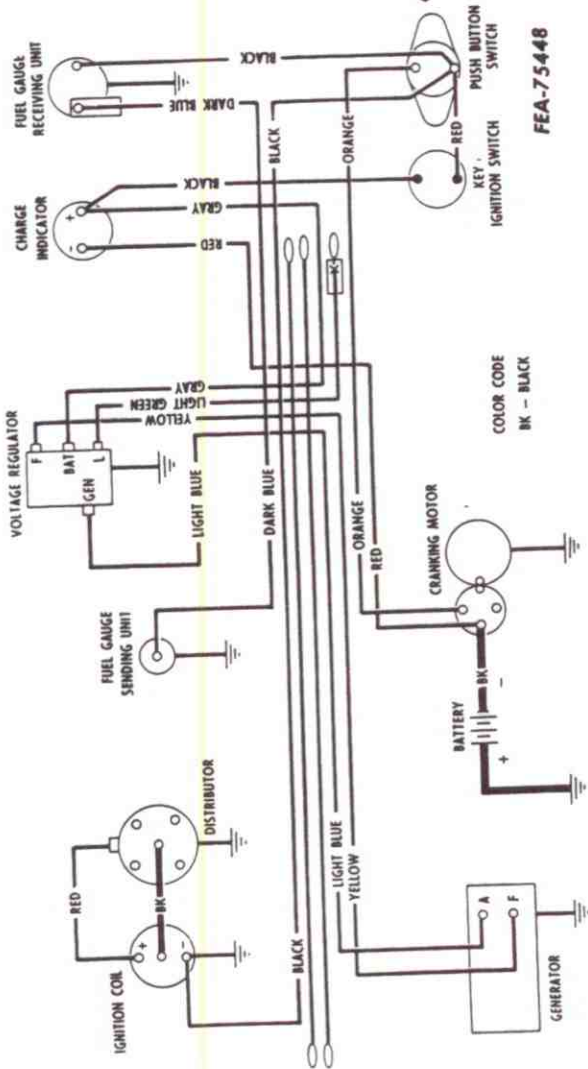 FUEL GAUGE
RECEIVING UNIT
BLACK
DARK BLUE
CHARGE
INDICATOR
+
-
BLACK
GRAY
RED
VOLTAGE REGULATOR
F
BAT
L
GEN
GRAY
LIGHT GREEN
YELLOW
LIGHT BLUE
FUEL GAUGE
SENDING UNIT
DARK BLUE
BLACK
ORANGE
PUSH BUTTON
SWITCH
RED
KEY -
IGNITION SWITCH
FEA-75448
COLOR CODE
BK - BLACK
ORANGE
RED
CRANKING MOTOR
BK
BATTERY
-
+
DISTRIBUTOR
RED
BK
IGNITION COIL
+
-
BLACK
LIGHT BLUE
YELLOW
A
F
GENERATOR